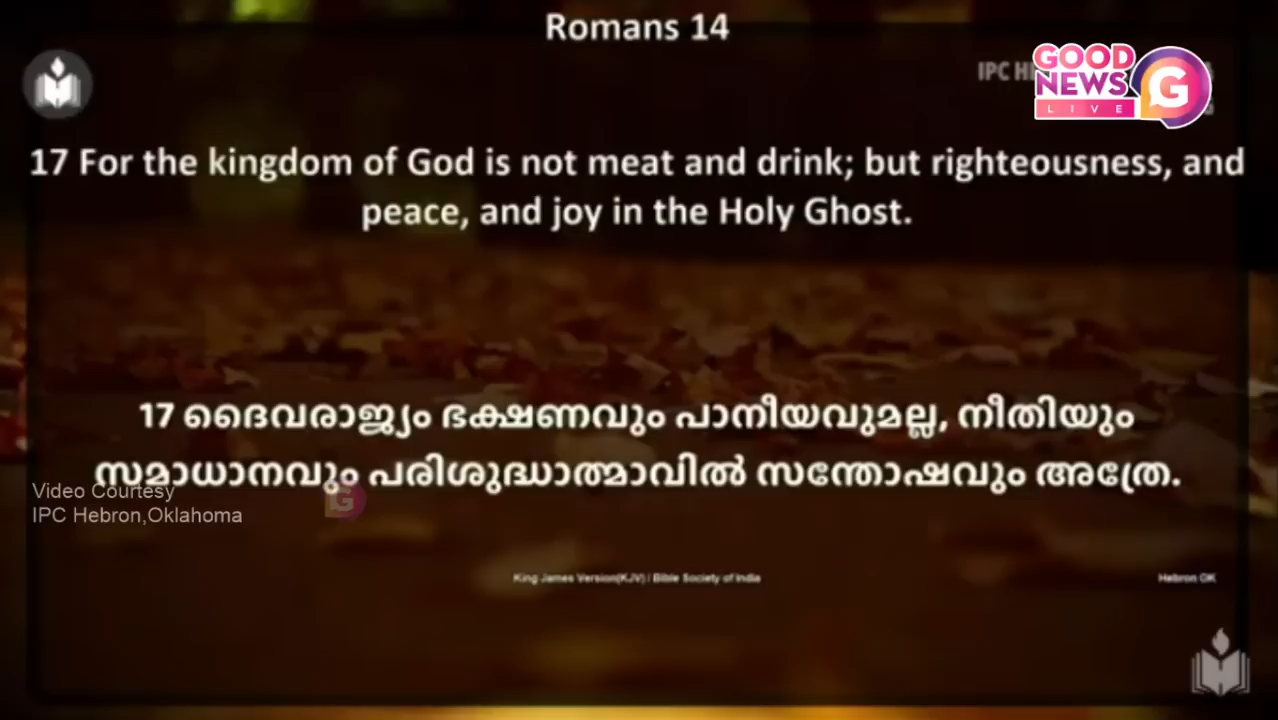 Romans 14
IPC
GOOD
NEWS
LIVE
G
17 For the kingdom of God is not meat and drink; but righteousness, and
peace, and joy in the Holy Ghost.
17 ദൈവരാജ്യം ഭക്ഷണവും പാനീയവുമല്ല, നീതിയും
സമാധാനവും പരിശുദ്ധാത്മാവിൽ സന്തോഷവും അത്രേ.
Video Courtesy
IPC Hebron,Oklahoma
G
King James Version(KJV) / Bible Society of India
Hebron OK